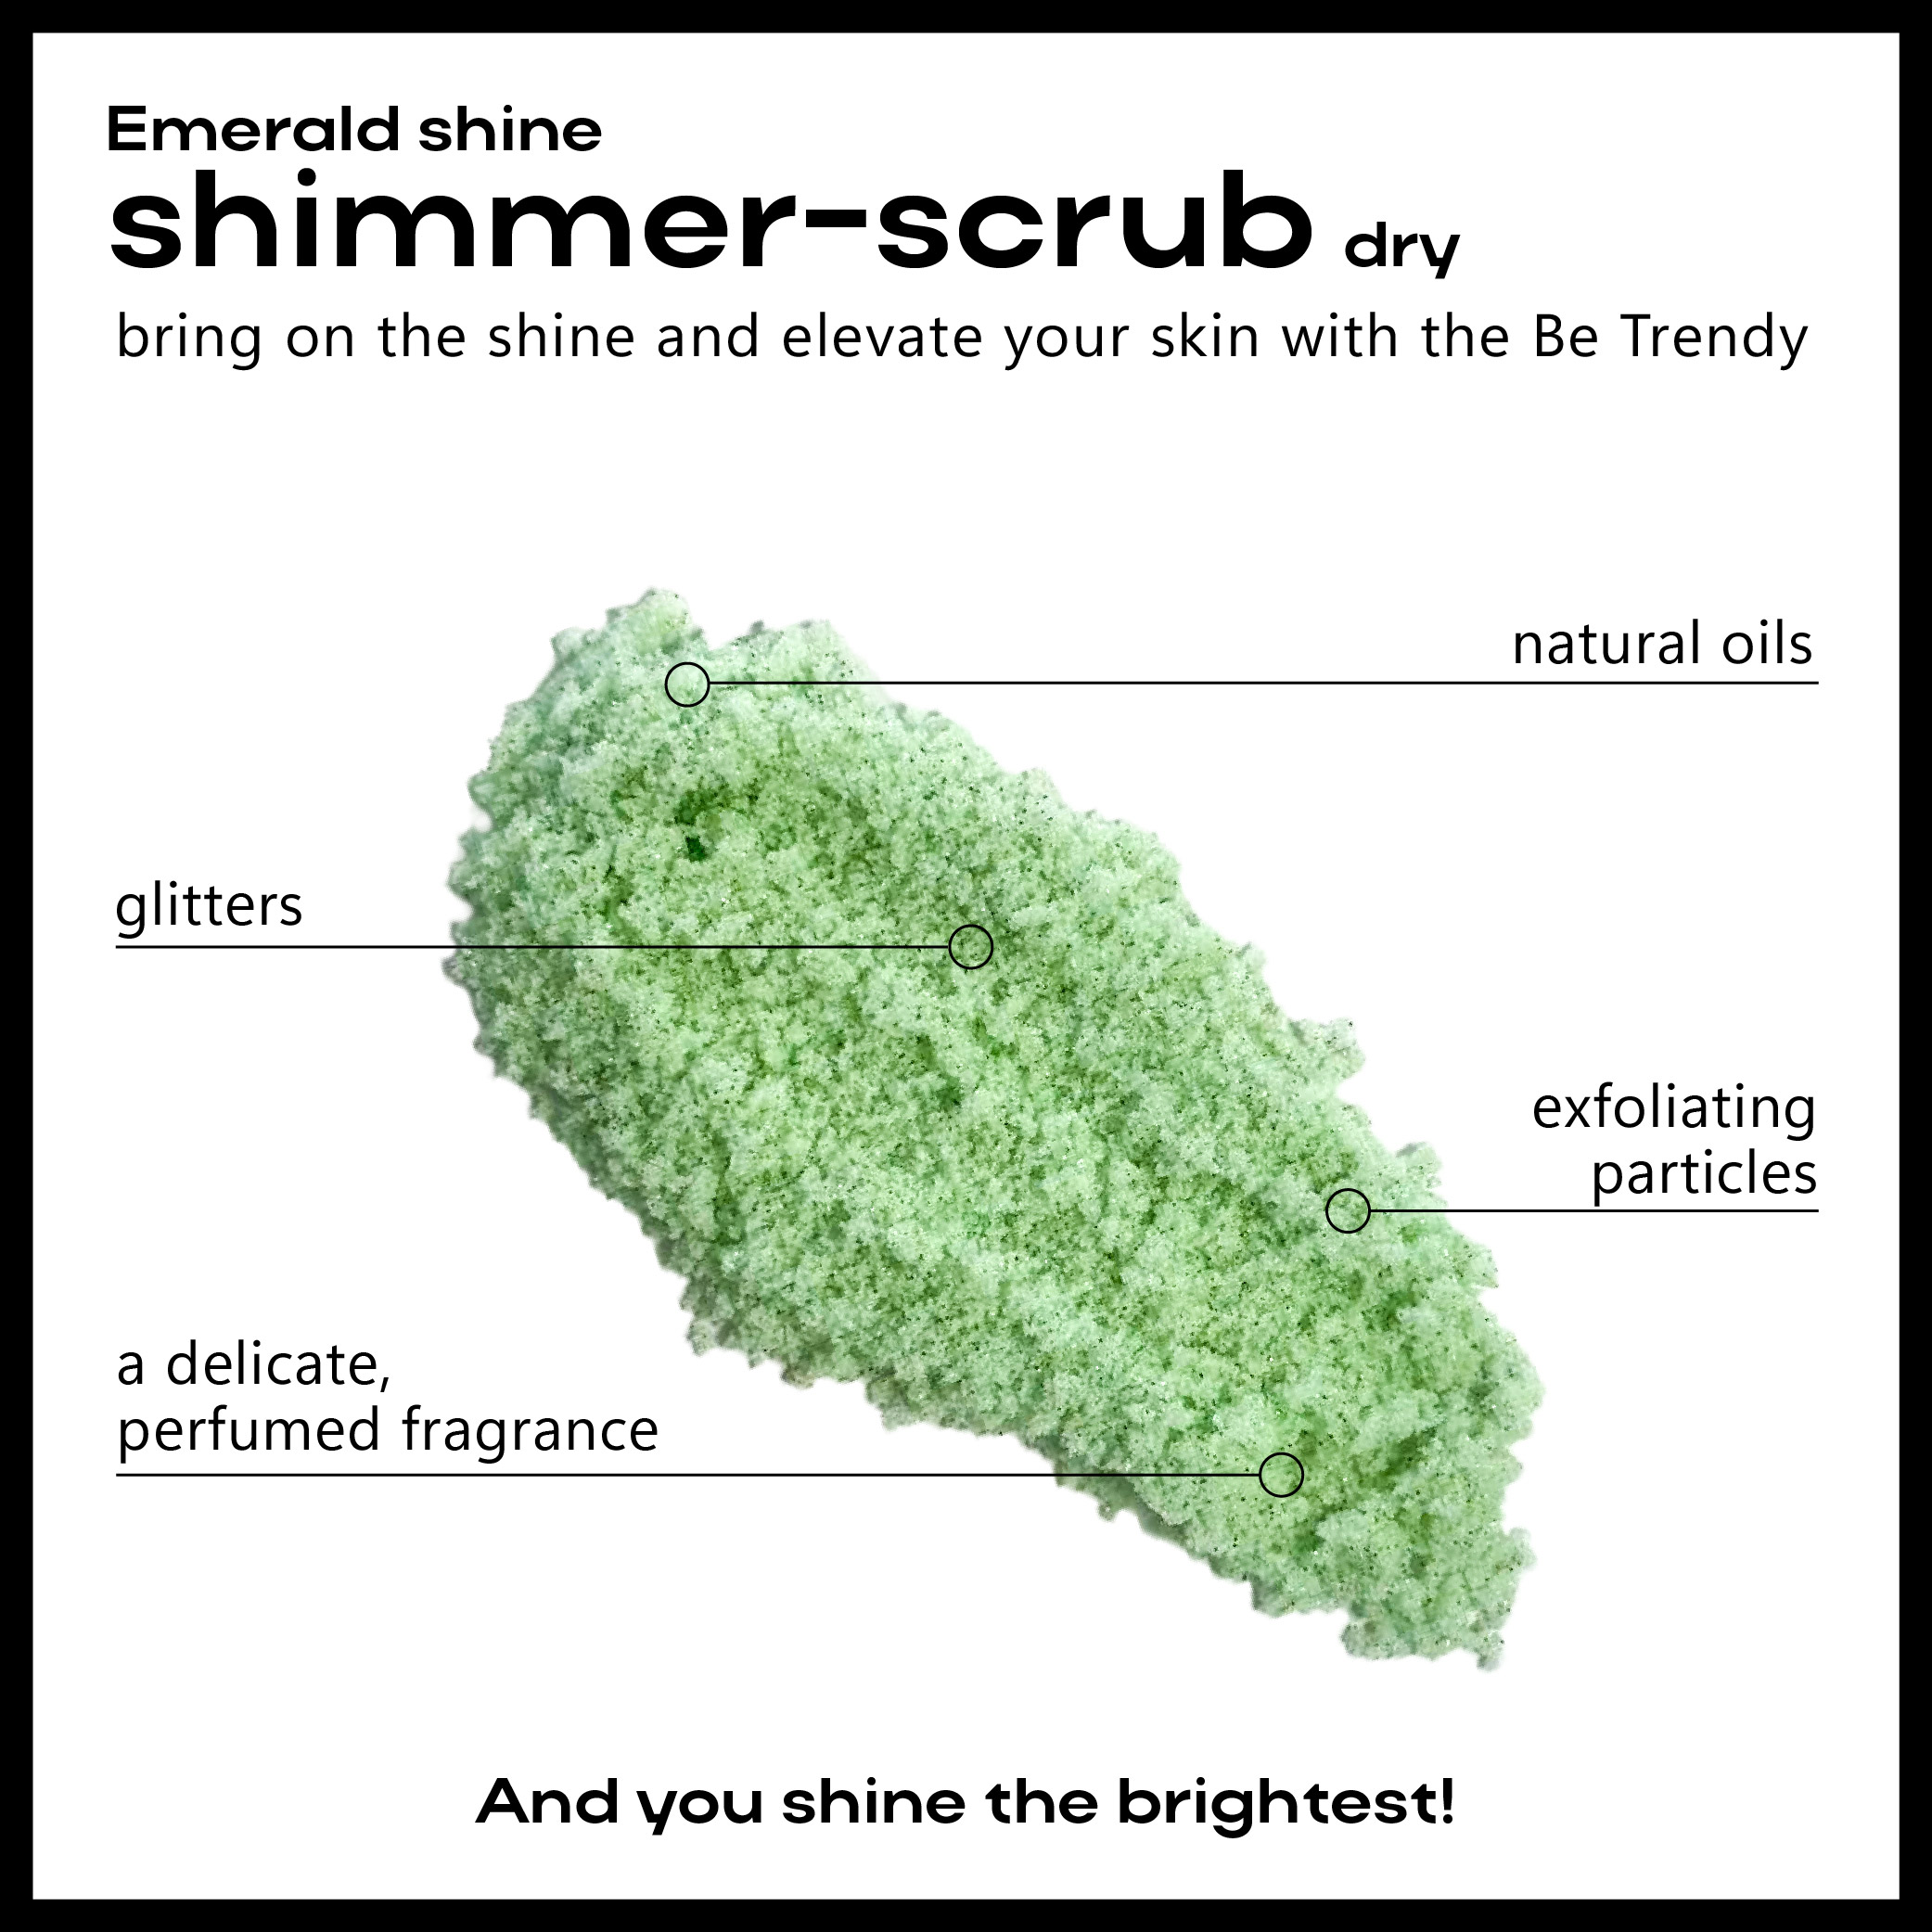 Emerald shine
shimmer-scrub dry
bring on the shine and elevate your skin with the Be Trendy
natural oils
glitters
exfoliating
particles
a delicate,
perfumed fragrance
And you shine the brightest!